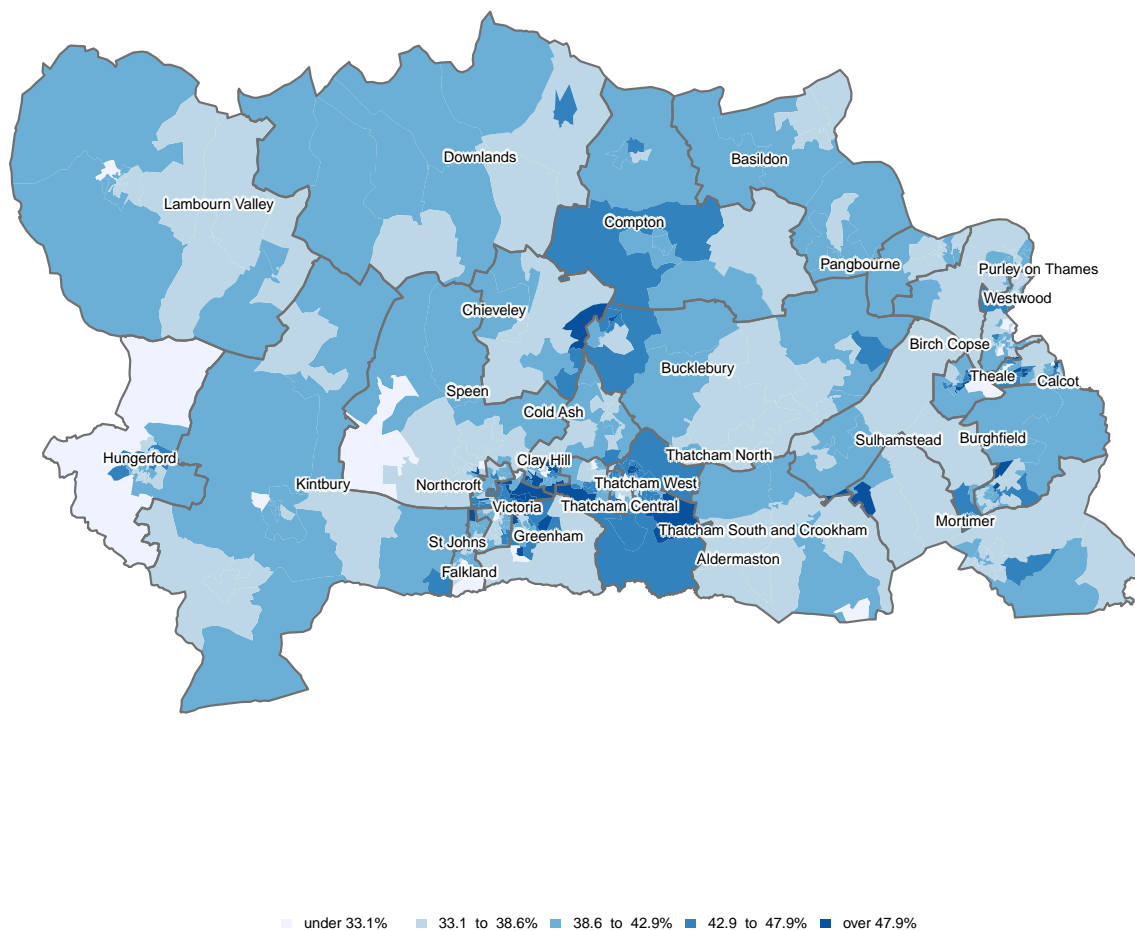 Downlands
Basildon
Lambourn Valley
Compton
Pangbourne
Purley on Thames
Westwood
Chieveley
Birch Copse
Bucklebury
Theale
Calcot
Speen
Cold Ash
Sulhamstead
Burghfield
Hungerford
Clay Hill
Thatcham North
Kintbury
Northcroft
Thatcham West
Victoria
Thatcham Central
Mortimer
Thatcham South and Crookham
St Johns
Greenham
Aldermaston
Falkland
under 33.1% 33.1 to 38.6% 38.6 to 42.9% 42.9 to 47.9% over 47.9%